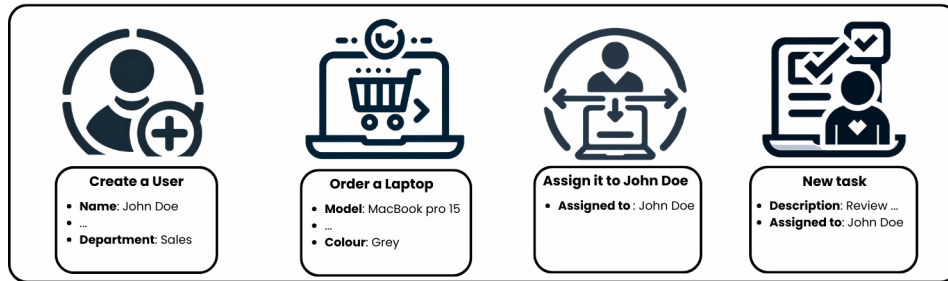 Create a User
• Name: John Doe
• ...
• Department: Sales
Order a Laptop
• Model: MacBook pro 15
• ...
• Colour: Grey
Assign it to John Doe
• Assigned to : John Doe
New task
• Description: Review ...
• Assigned to: John Doe